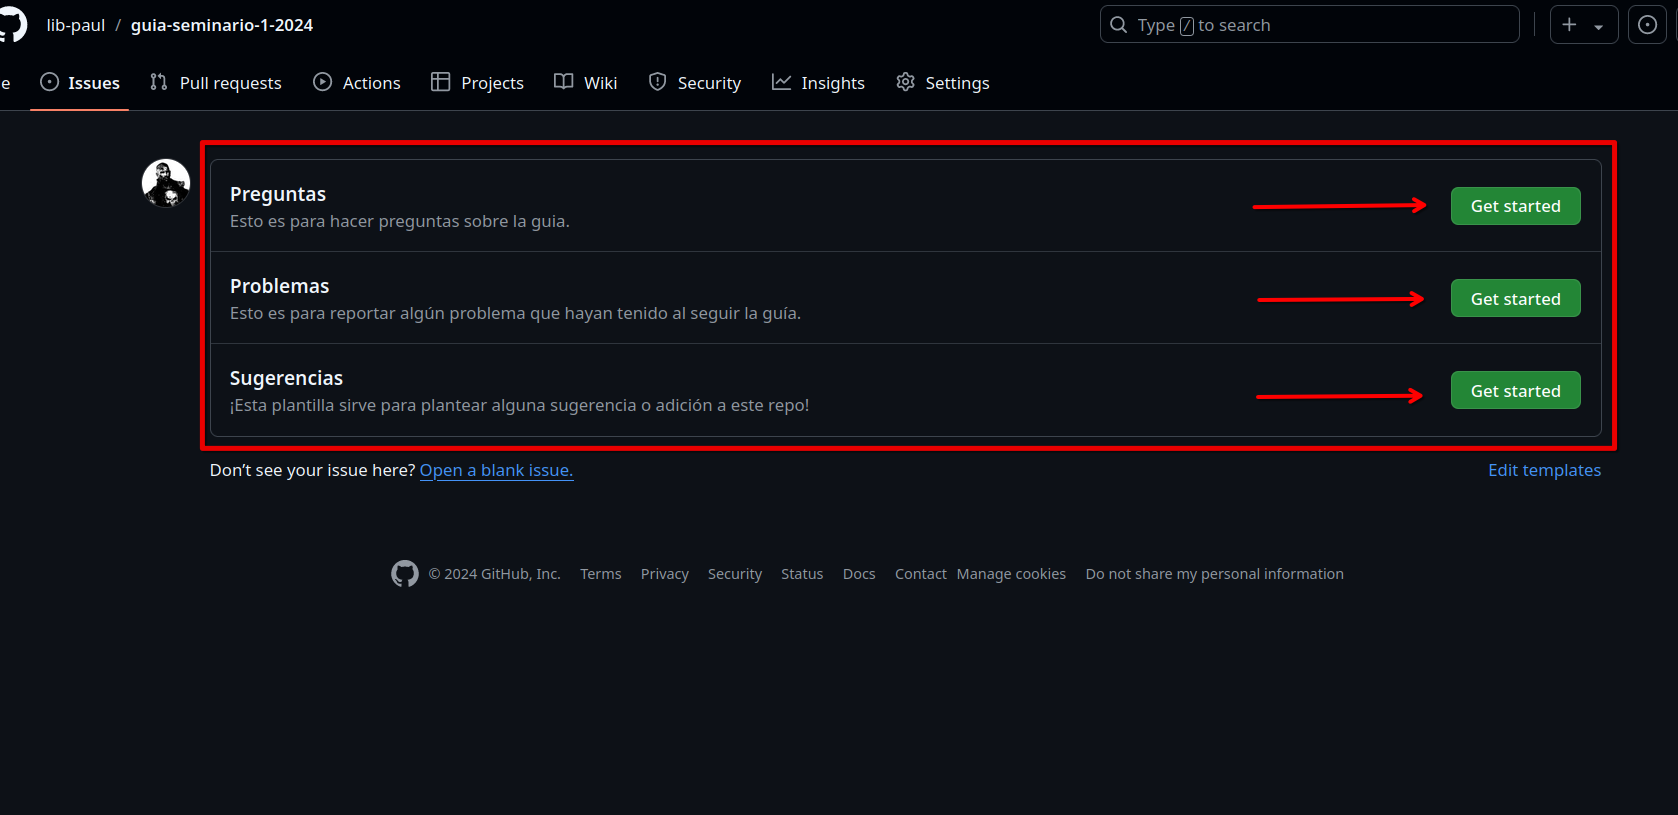 lib-paul / guia-seminario-1-2024
Type / to search
e Issues Pull requests Actions Projects Wiki Security Insights Settings
Preguntas
Esto es para hacer preguntas sobre la guia.
Get started
Problemas
Esto es para reportar algún problema que hayan tenido al seguir la guía.
Get started
Sugerencias
¡Esta plantilla sirve para plantear alguna sugerencia o adición a este repo!
Get started
Don’t see your issue here? Open a blank issue.
Edit templates
© 2024 GitHub, Inc. Terms Privacy Security Status Docs Contact Manage cookies Do not share my personal information